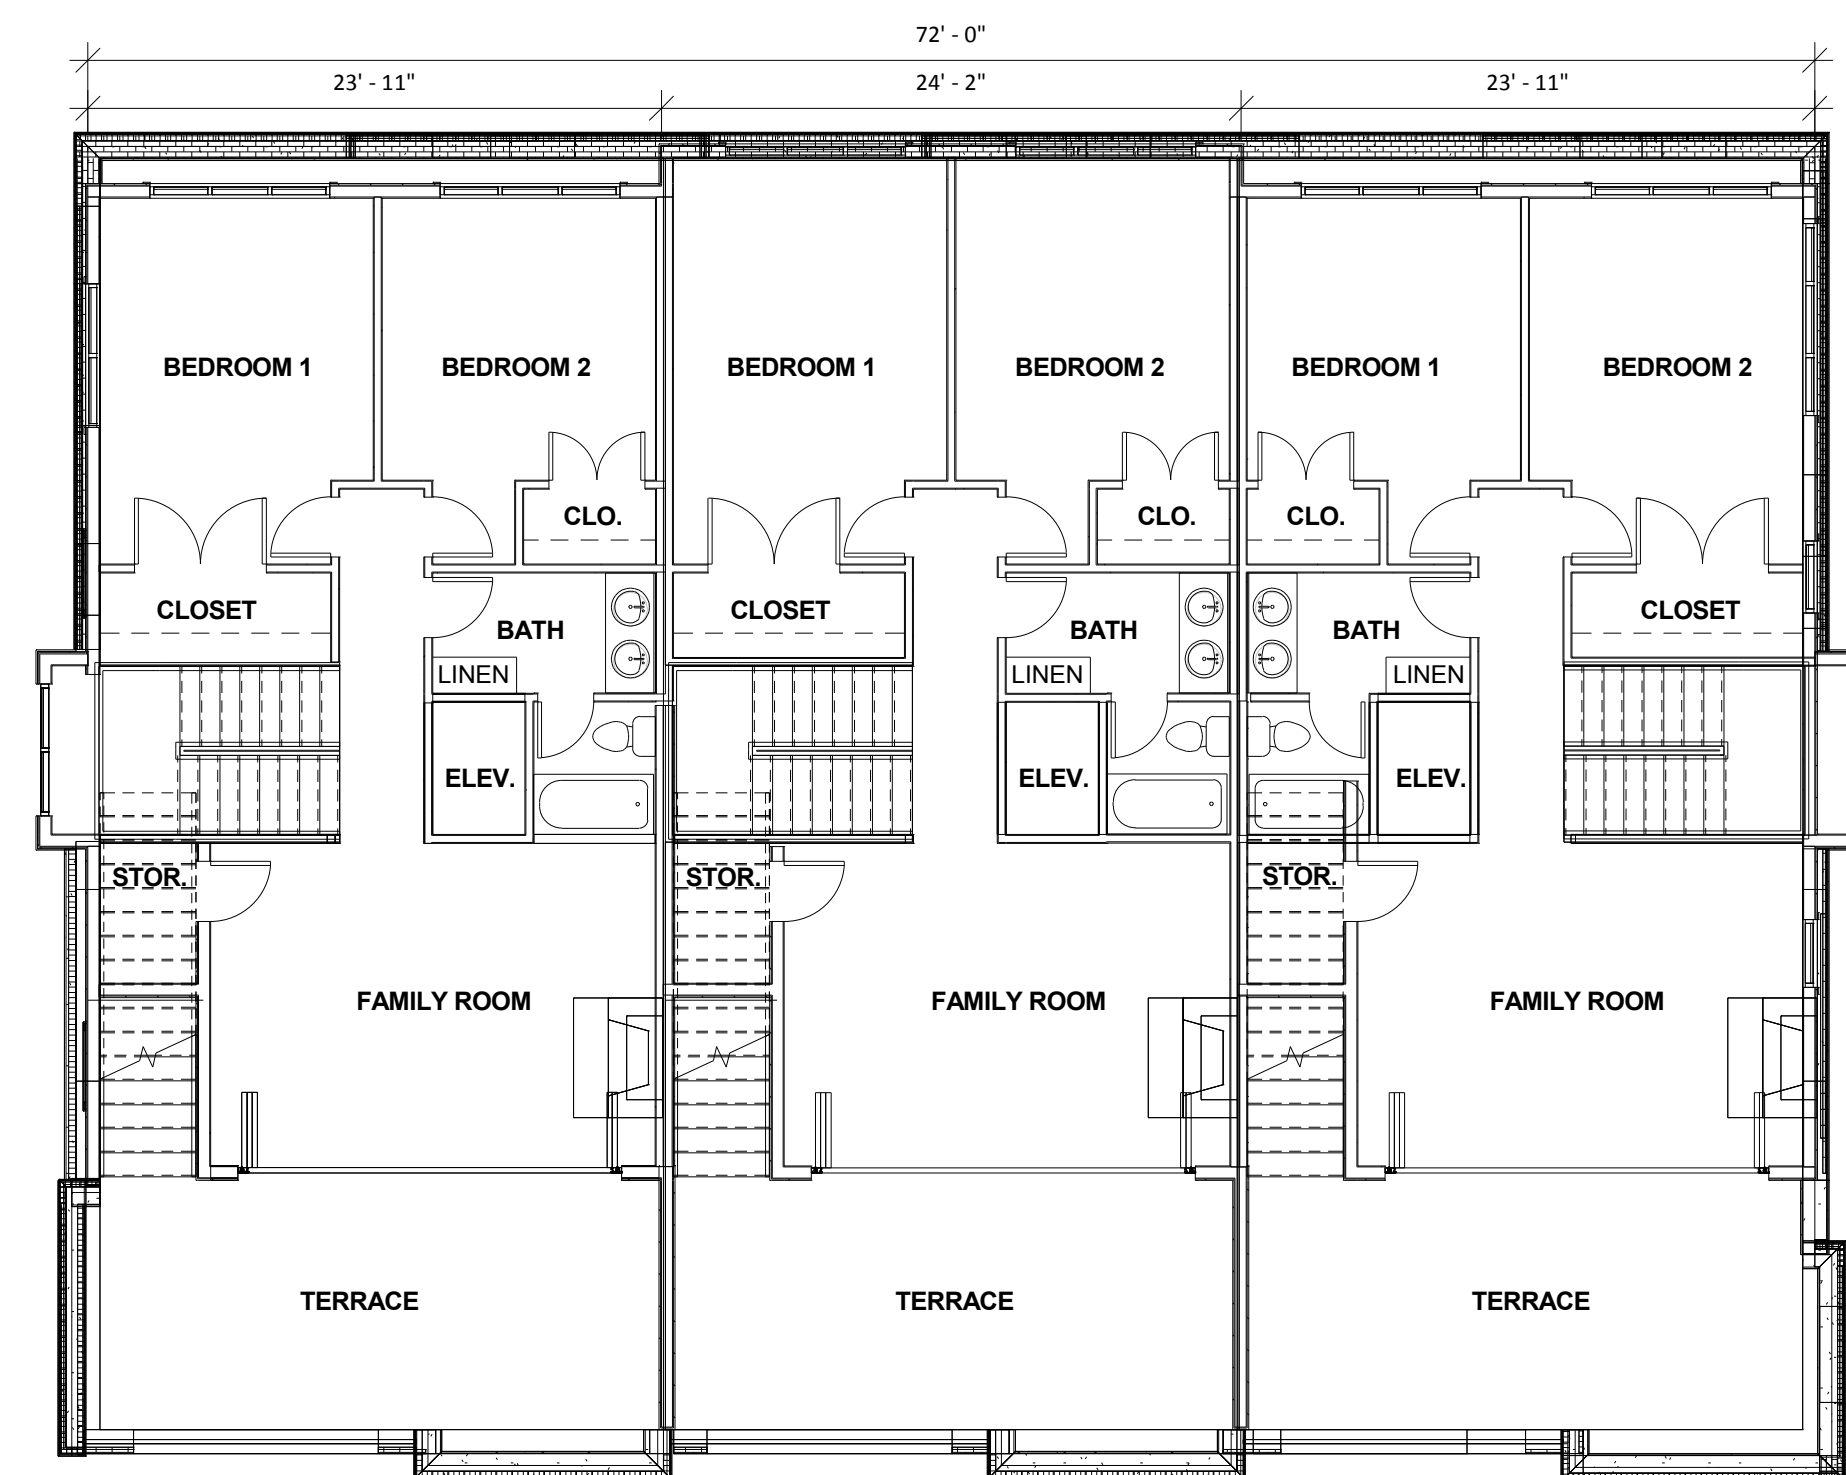 72' - 0"
23' - 11"
24' - 2"
23' - 11"
BEDROOM 1
BEDROOM 2
BEDROOM 1
BEDROOM 2
BEDROOM 1
BEDROOM 2
CLO.
CLO.
CLO.
CLOSET
BATH
CLOSET
BATH
BATH
CLOSET
LINEN
LINEN
LINEN
ELEV.
ELEV.
ELEV.
STOR.
STOR.
STOR.
FAMILY ROOM
FAMILY ROOM
FAMILY ROOM
TERRACE
TERRACE
TERRACE